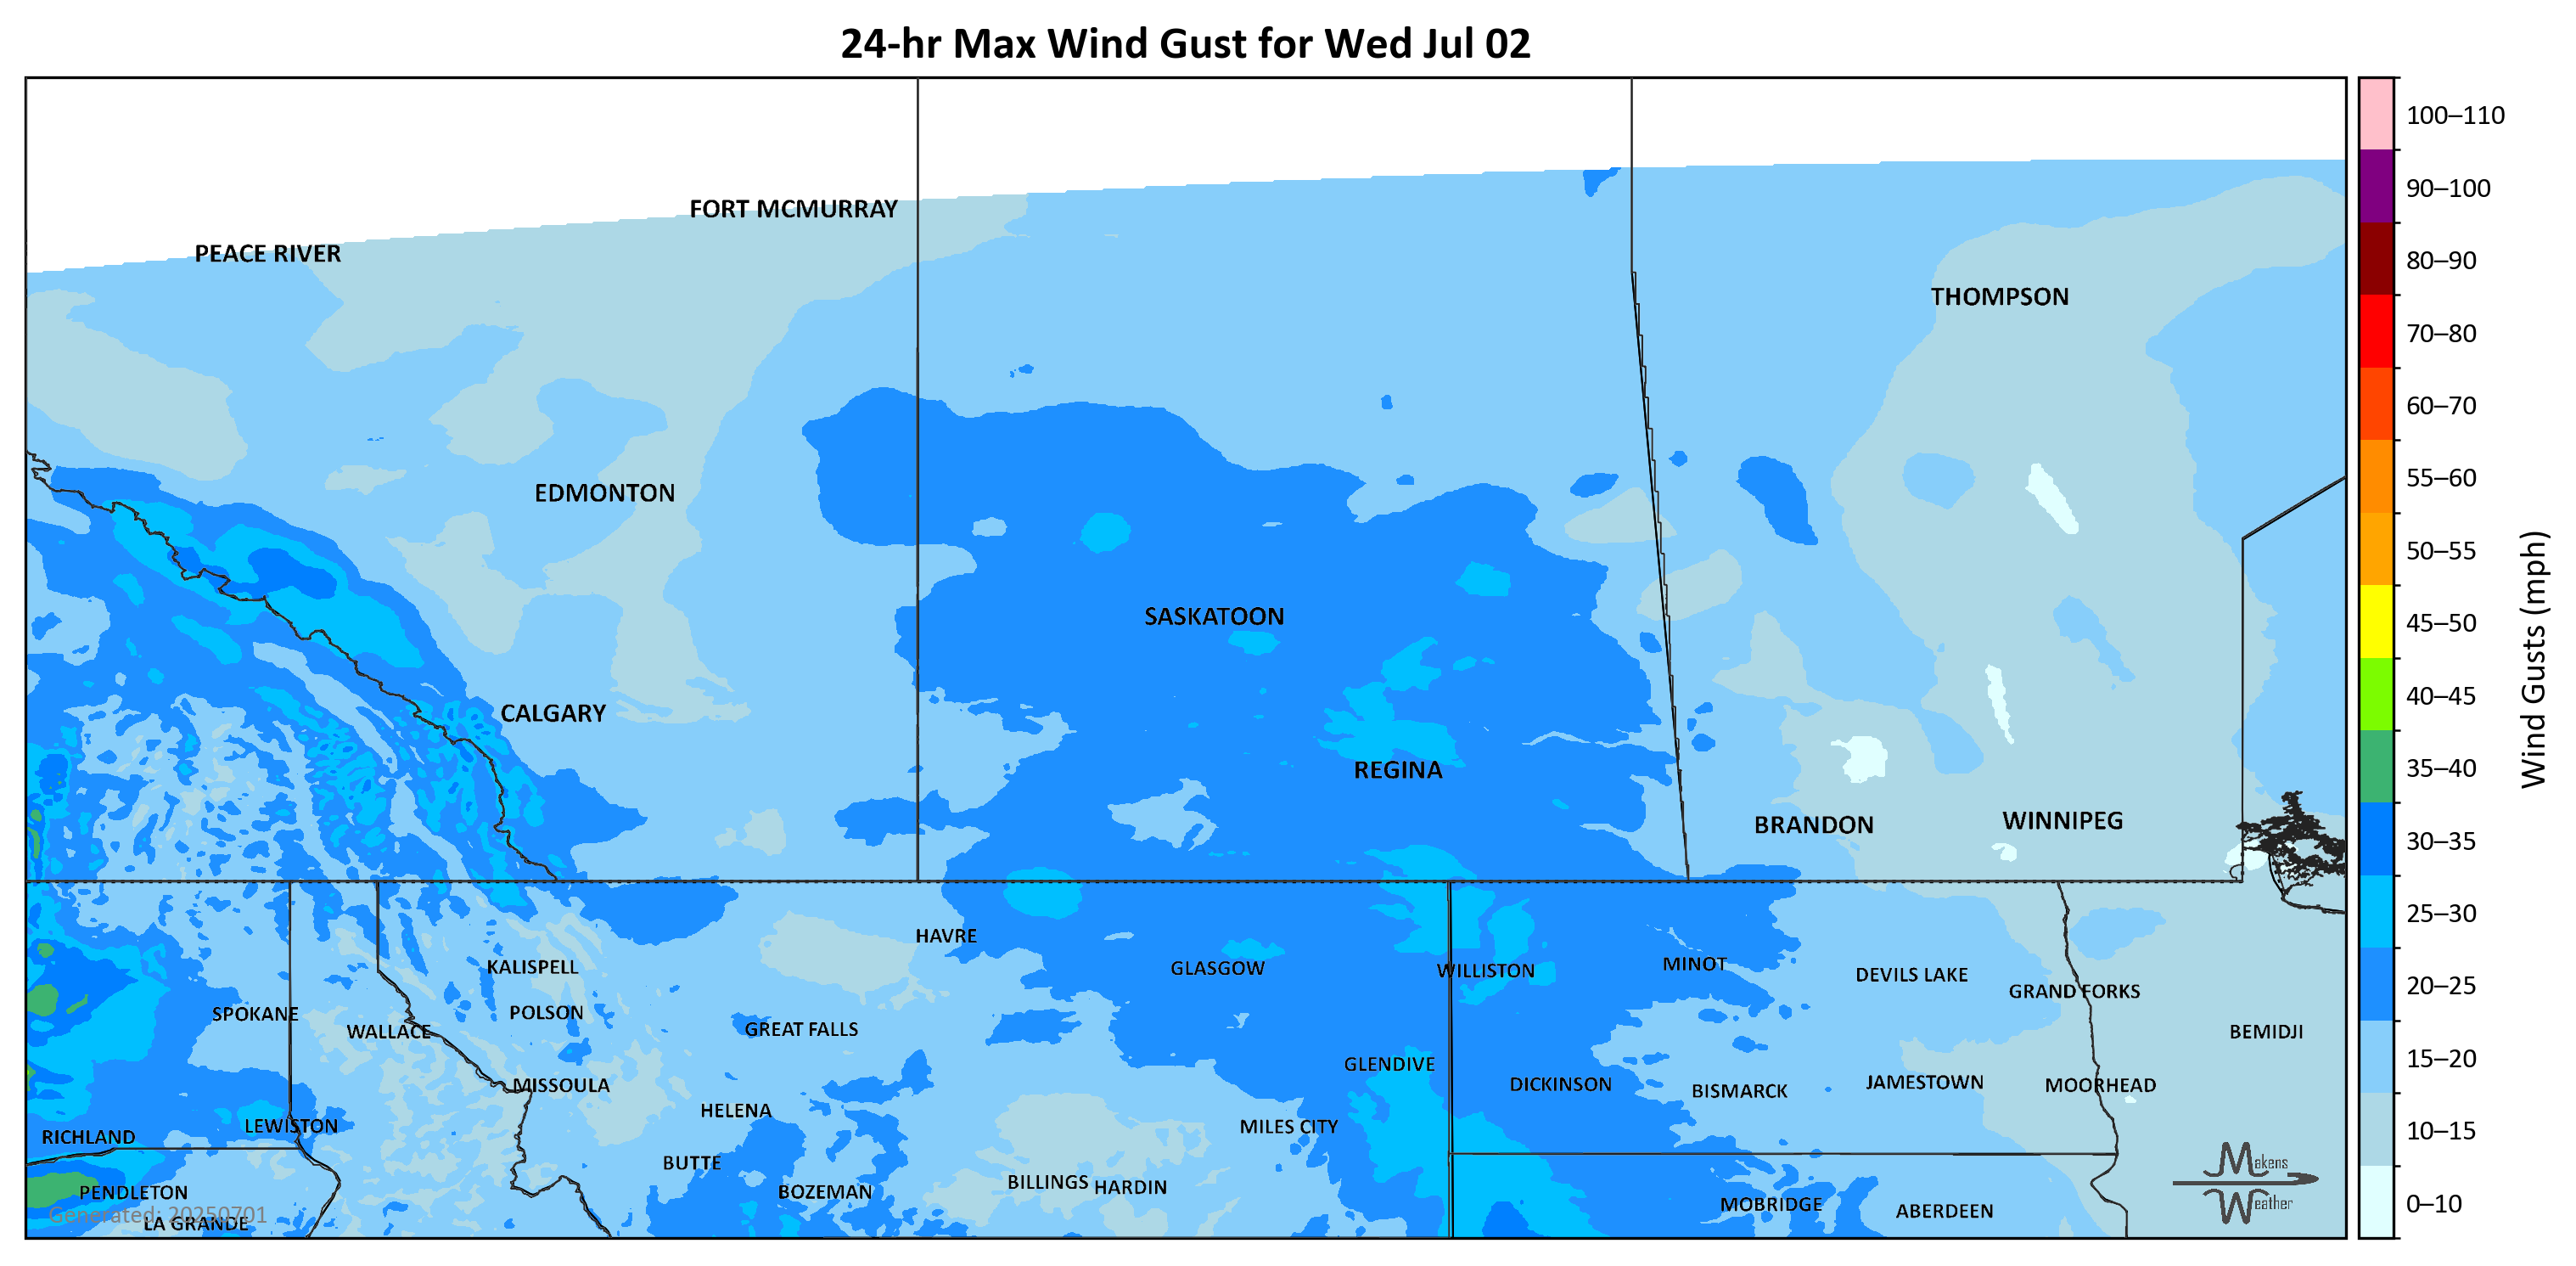 24-hr Max Wind Gust for Wed Jul 02
100–110
90–100
80–90
70–80
60–70
55–60
50–55
45–50
40–45
35–40
30–35
25–30
20–25
15–20
10–15
0–10
Wind Gusts (mph)
FORT MCMURRAY
PEACE RIVER
THOMPSON
EDMONTON
SASKATOON
CALGARY
REGINA
BRANDON
WINNIPEG
HAVRE
KALISPELL
GLASGOW
WILLISTON
MINOT
DEVILS LAKE
GRAND FORKS
SPOKANE
POLSON
WALLACE
GREAT FALLS
BEMIDJI
GLENDIVE
MISSOULA
DICKINSON
BISMARCK
JAMESTOWN
MOORHEAD
HELENA
LEWISTON
MILES CITY
RICHLAND
BUTTE
BILLINGS
HARDIN
PENDLETON
BOZEMAN
MOBRIDGE
ABERDEEN
Generated: 20250701
LA GRANDE
Makens
Weather